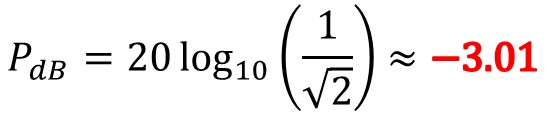 P_dB = 20 log₁₀ (1/√2) ≈ −3.01